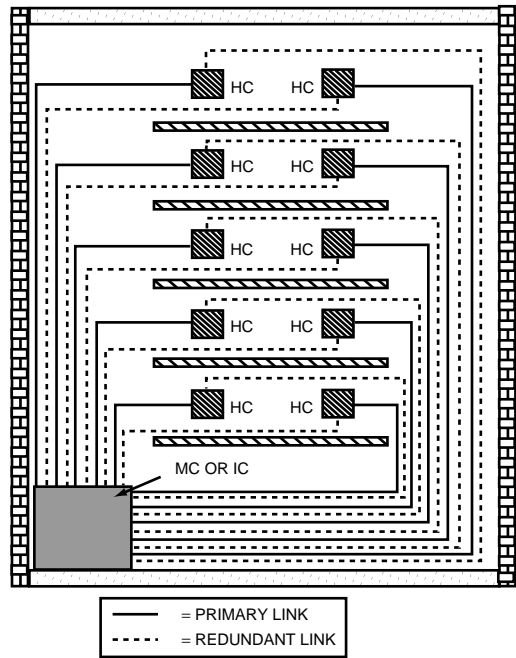 HC HC
HC HC
HC HC
HC HC
HC HC
MC OR IC
= PRIMARY LINK
= REDUNDANT LINK